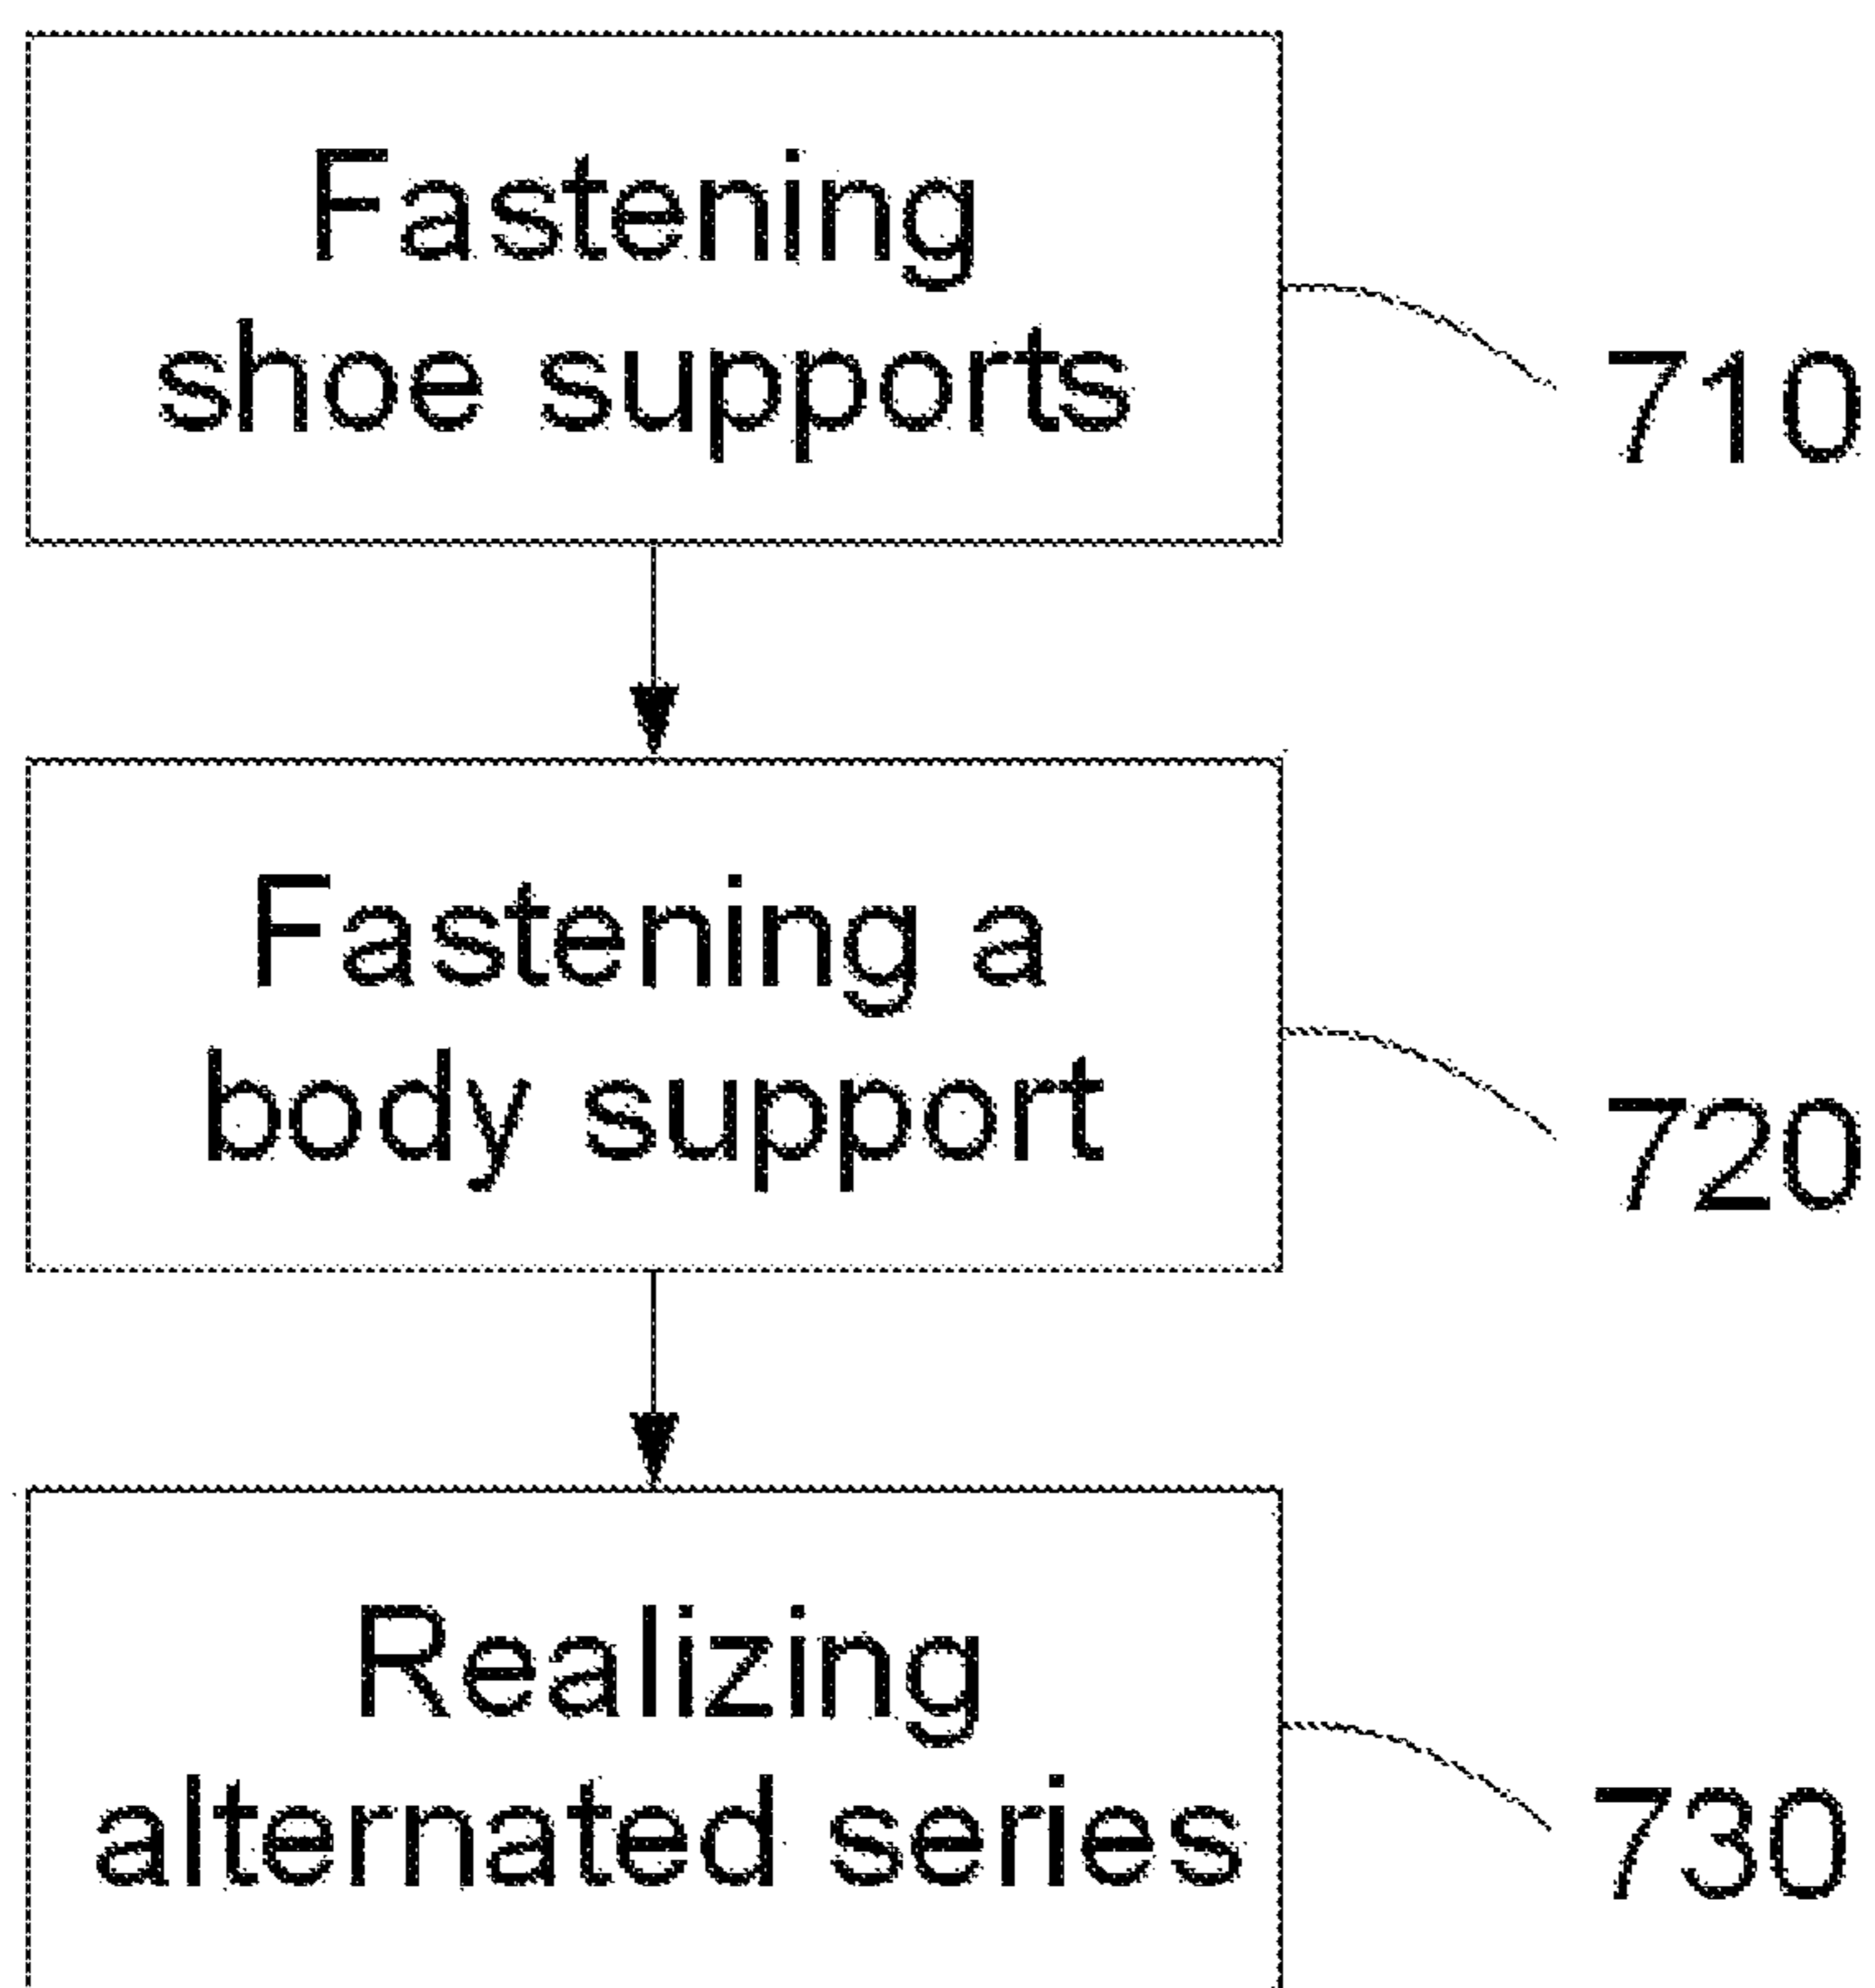 Fastening
shoe supports
710
Fastening a
body support
720
Realizing
alternated series
730